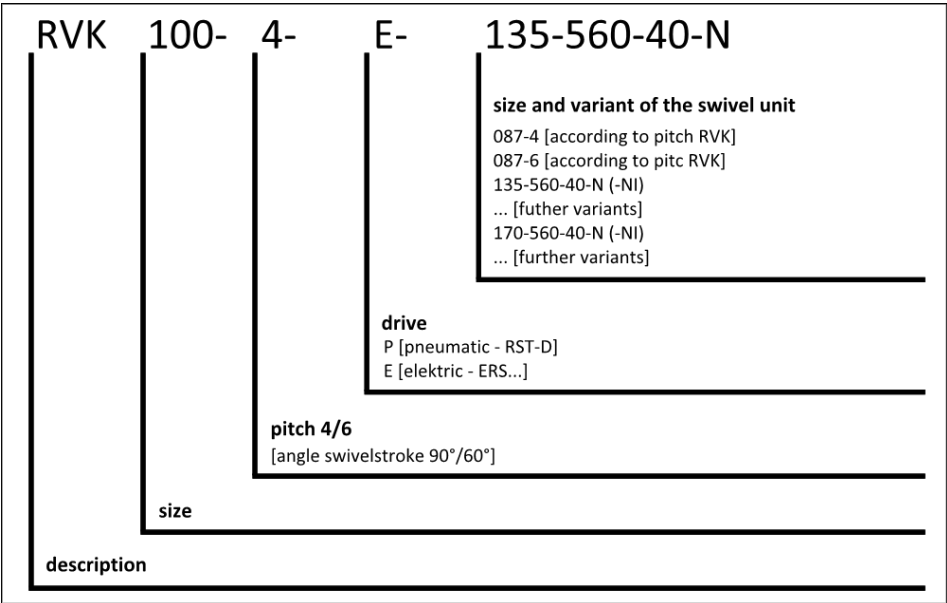 RVK 100- 4- E- 135-560-40-N
size and variant of the swivel unit
087-4 [according to pitch RVK]
087-6 [according to pitc RVK]
135-560-40-N (-NI)
... [futher variants]
170-560-40-N (-NI)
... [further variants]
drive
P [pneumatic - RST-D]
E [elektric - ERS...]
pitch 4/6
[angle swivelstroke 90°/60°]
size
description